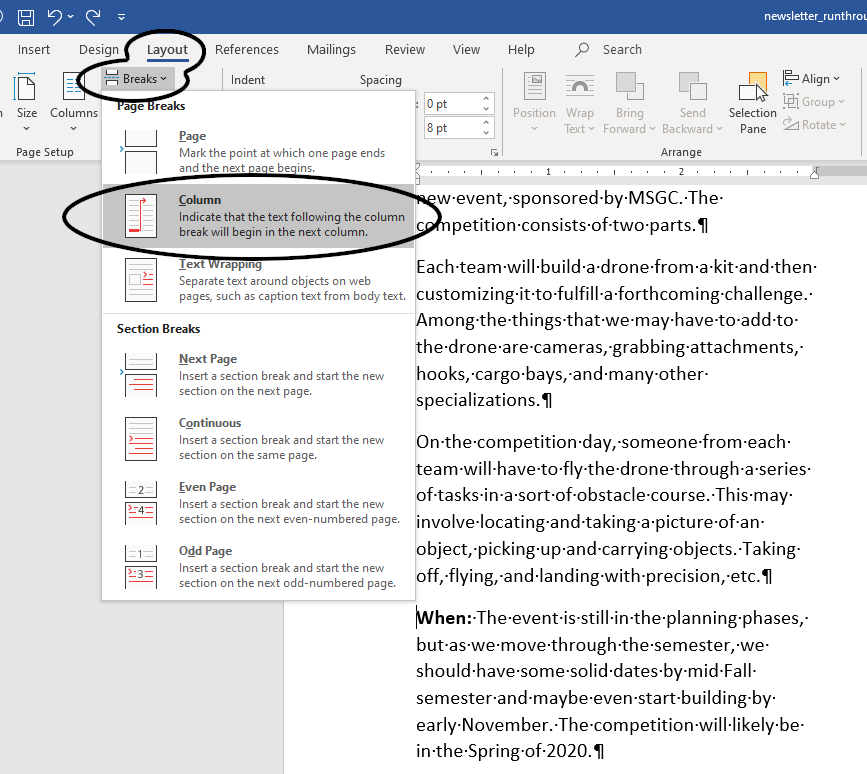 newsletter_runthrou
Insert Design Layout References Mailings Review View Help Search
Breaks Indent Spacing
Size Columns
0 pt
8 pt
Position Wrap Text Bring Forward Send Backward Selection Pane
Align
Group
Rotate
Page Setup
Arrange
Page Breaks
Page
Mark the point at which one page ends
and the next page begins.
Column
Indicate that the text following the column
break will begin in the next column.
Text Wrapping
Separate text around objects on web
pages, such as caption text from body text.
Section Breaks
Next Page
Insert a section break and start the new
section on the next page.
Continuous
Insert a section break and start the new
section on the same page.
Even Page
Insert a section break and start the new
section on the next even-numbered page.
Odd Page
Insert a section break and start the new
section on the next odd-numbered page.
2
4
1
3
1 2
new·event,·sponsored·by·MSGC.·The·
competition·consists·of·two·parts.¶
Each·team·will·build·a·drone·from·a·kit·and·then·
customizing·it·to·fulfill·a·forthcoming·challenge.·
Among·the·things·that·we·may·have·to·add·to·
the·drone·are·cameras,·grabbing·attachments,·
hooks,·cargo·bays,·and·many·other·
specializations.¶
On·the·competition·day,·someone·from·each·
team·will·have·to·fly·the·drone·through·a·series·
of·tasks·in·a·sort·of·obstacle·course.·This·may·
involve·locating·and·taking·a·picture·of·an·
object,·picking·up·and·carrying·objects.·Taking·
off,·flying,·and·landing·with·precision,·etc.¶
When:·The·event·is·still·in·the·planning·phases,·
but·as·we·move·through·the·semester,·we·
should·have·some·solid·dates·by·mid·Fall·
semester·and·maybe·even·start·building·by·
early·November.·The·competition·will·likely·be·
in·the·Spring·of·2020.¶